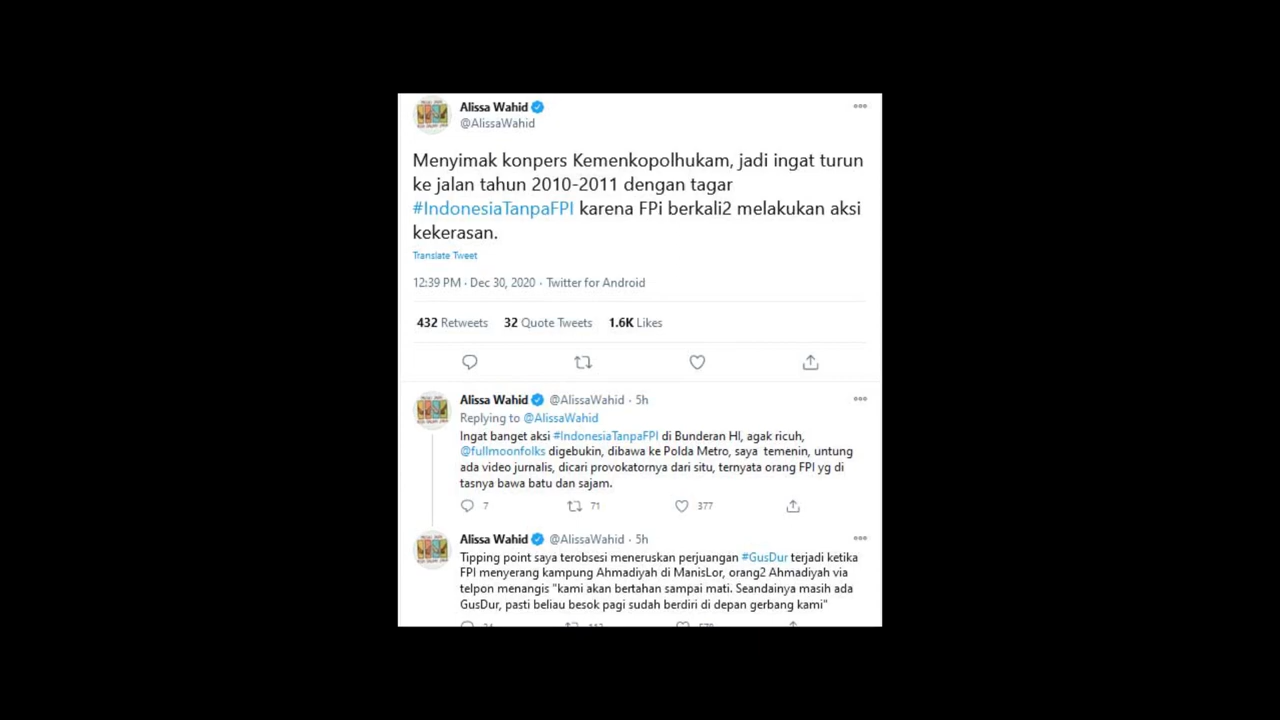 Alissa Wahid
@AlissaWahid
Menyimak konpers Kemenkopolhukam, jadi ingat turun
ke jalan tahun 2010-2011 dengan tagar
#IndonesiaTanpaFPI karena FPi berkali2 melakukan aksi
kekerasan.
Translate Tweet
12:39 PM · Dec 30, 2020 · Twitter for Android
432 Retweets 32 Quote Tweets 1.6K Likes
Alissa Wahid @AlissaWahid · 5h
Replying to @AlissaWahid
Ingat banget aksi #IndonesiaTanpaFPI di Bunderan HI, agak ricuh,
@fullmoonfolks digebukin, dibawa ke Polda Metro, saya temenin, untung
ada video jurnalis, dicari provokatornya dari situ, ternyata orang FPI yg di
tasnya bawa batu dan sajam.
7 71 377
Alissa Wahid @AlissaWahid · 5h
Tipping point saya terobsesi meneruskan perjuangan #GusDur terjadi ketika
FPI menyerang kampung Ahmadiyah di ManisLor, orang2 Ahmadiyah via
telpon menangis "kami akan bertahan sampai mati. Seandainya masih ada
GusDur, pasti beliau besok pagi sudah berdiri di depan gerbang kami"